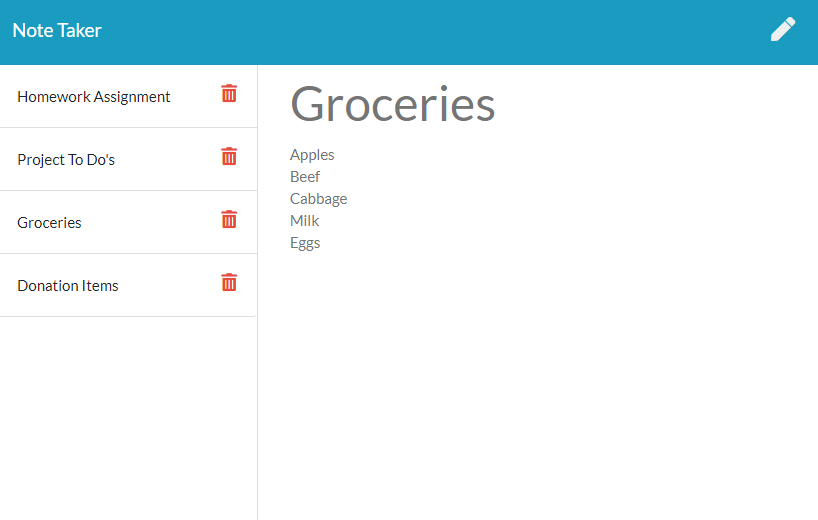 Note Taker
Homework Assignment
Project To Do's
Groceries
Donation Items
Groceries
Apples
Beef
Cabbage
Milk
Eggs